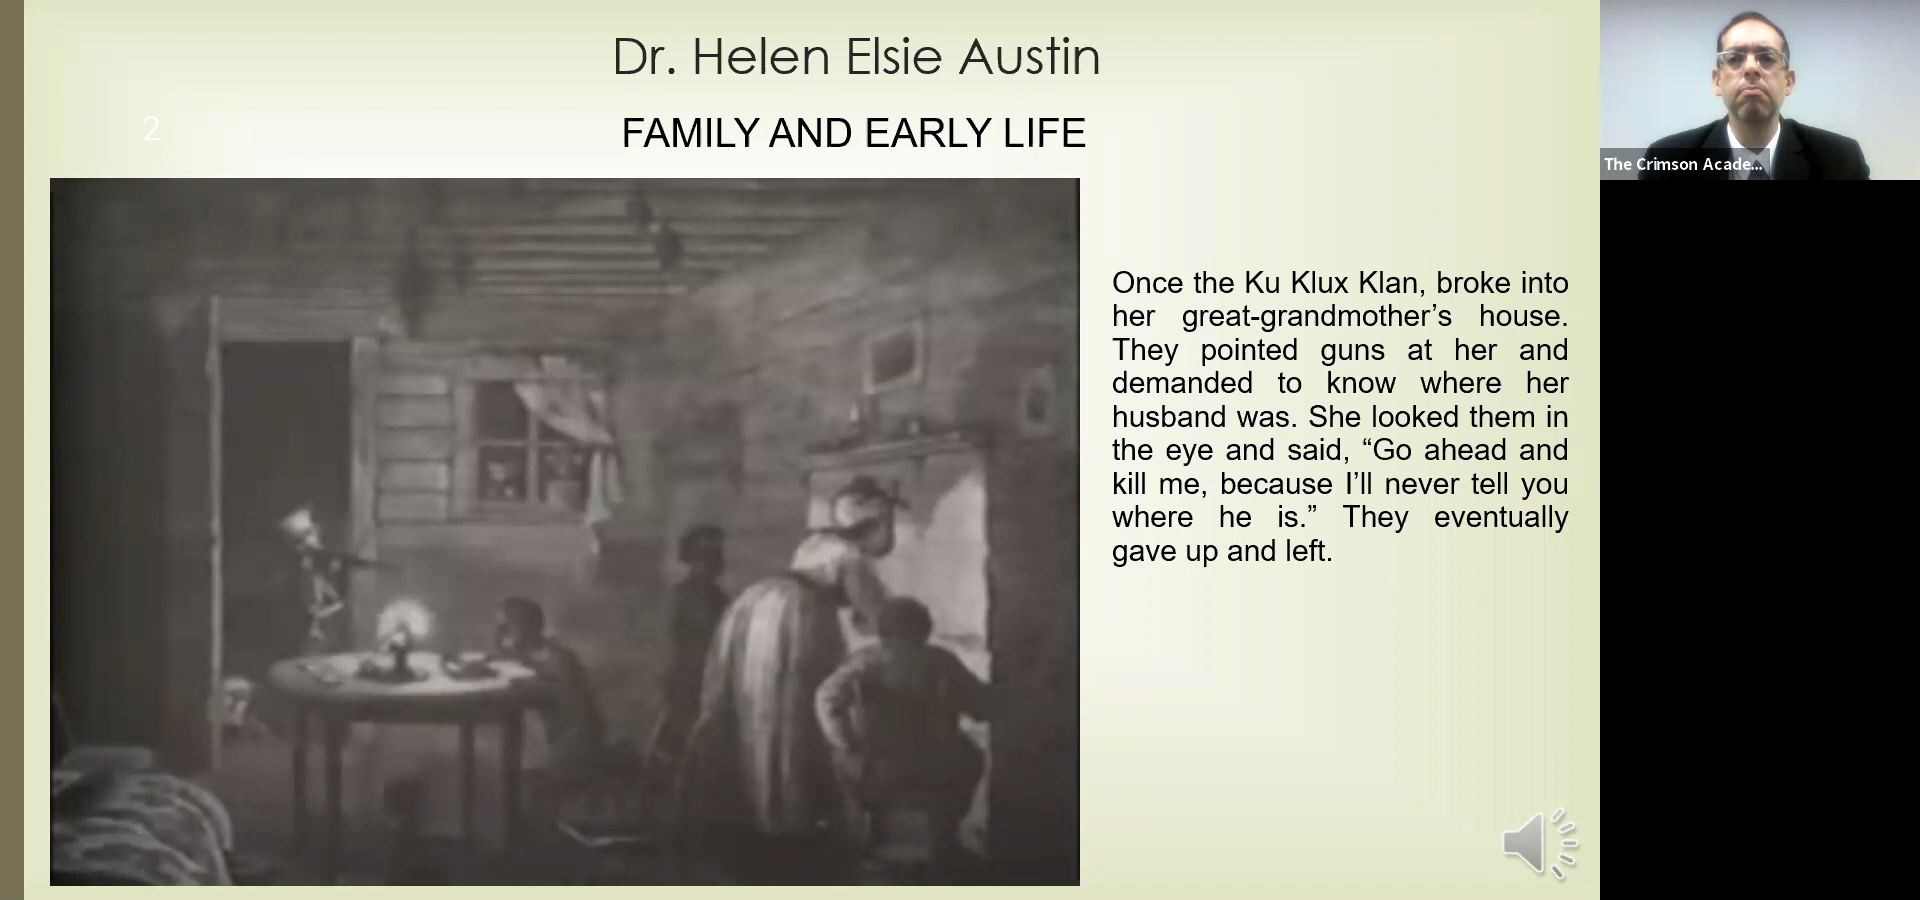 Dr. Helen Elsie Austin
2
FAMILY AND EARLY LIFE
Once the Ku Klux Klan, broke into
her great-grandmother’s house.
They pointed guns at her and
demanded to know where her
husband was. She looked them in
the eye and said, “Go ahead and
kill me, because I’ll never tell you
where he is.” They eventually
gave up and left.
The Crimson Acade...